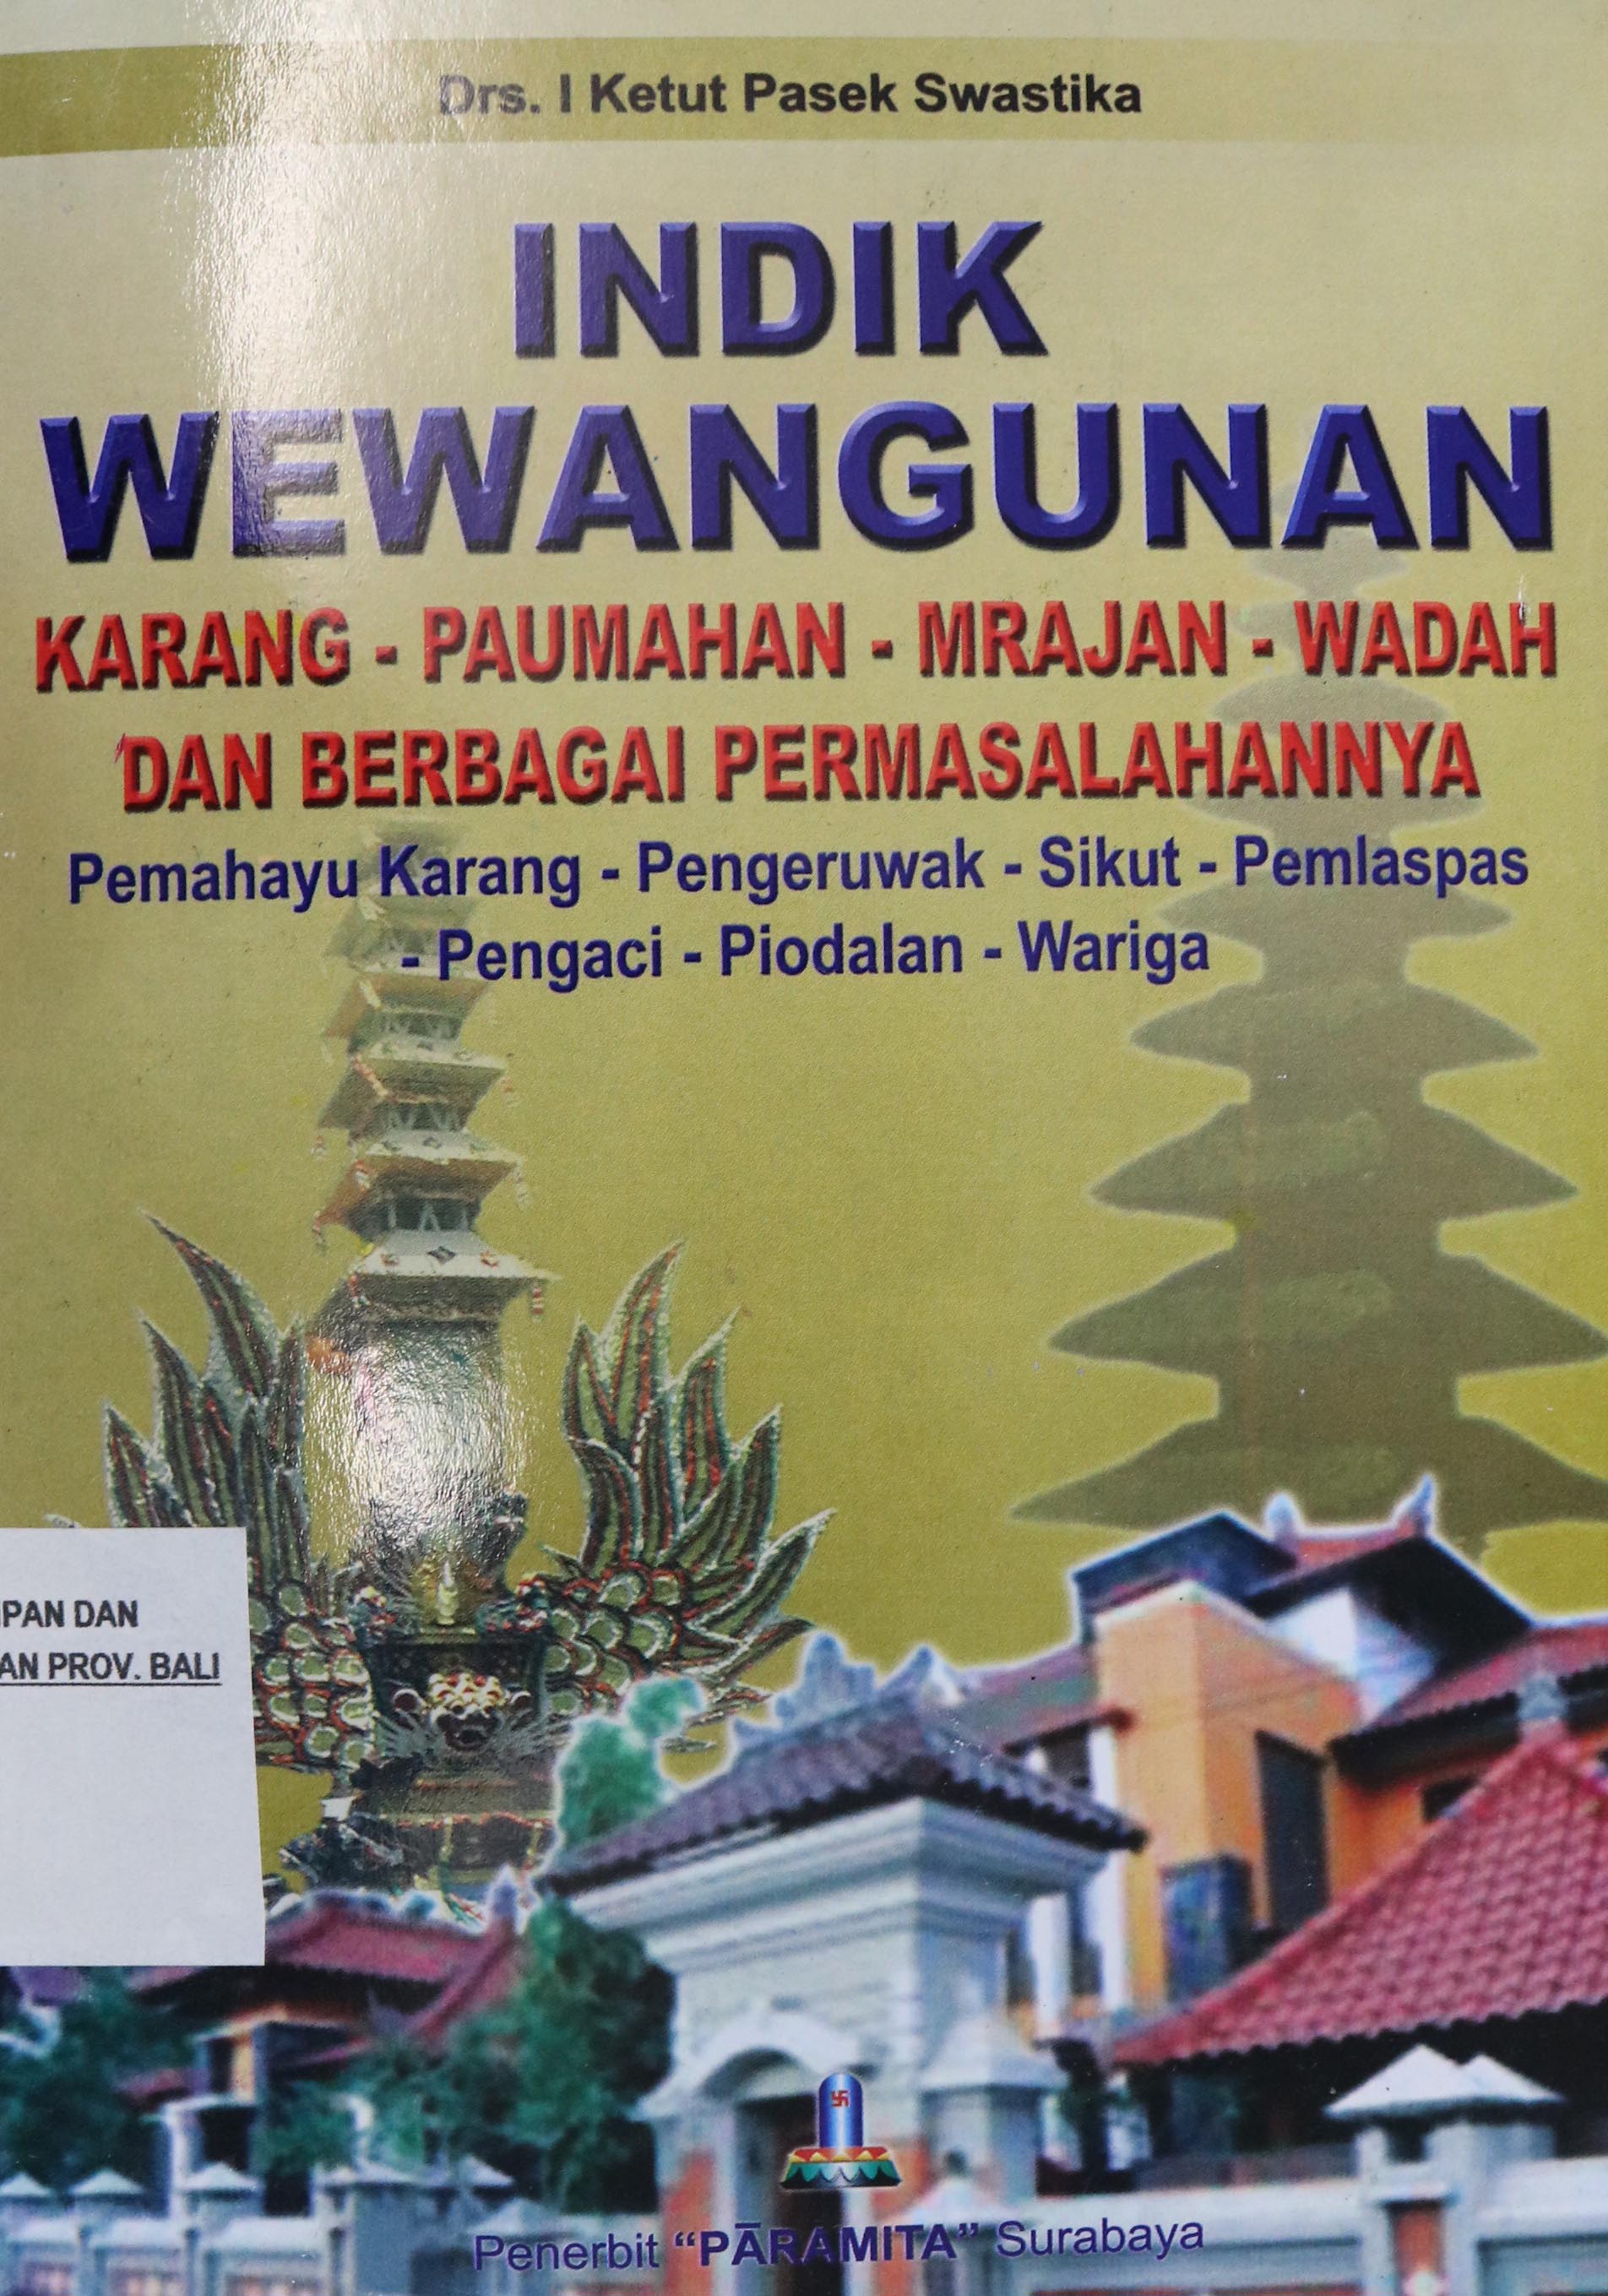 Drs. I Ketut Pasek Swastika
INDIK
WEWANGUNAN
KARANG - PAUMAHAN - MRAJAN - WADAH
DAN BERBAGAI PERMASALAHANNYA
Pemahayu Karang - Pengeruwak - Sikut - Pemlaspas
- Pengaci - Piodalan - Wariga
PAN DAN
AN PROV. BALI
Penerbit “PĀRAMITA” Surabaya